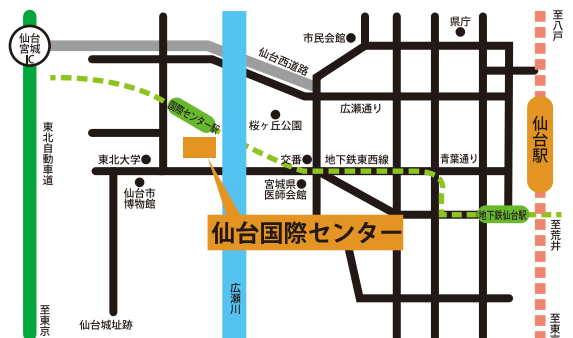 至八戸
県庁
市民会館
仙台
宮城
IC
仙台西道路
国際センター駅
広瀬通り
桜ヶ丘公園
仙台駅
東北自動車道
東北大学
交番
地下鉄東西線
青葉通り
仙台市
博物館
宮城県
医師会館
地下鉄仙台駅
仙台国際センター
至荒井
広瀬川
至東京
仙台城址跡
至東